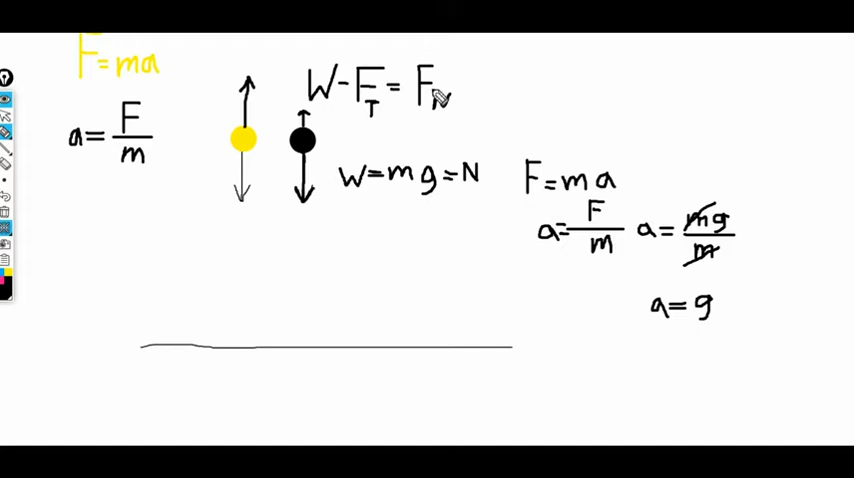 F=ma
W-F_T=F_N
a=F/m
W=mg=N
F=ma
a=F/m a=mg/m
a=g